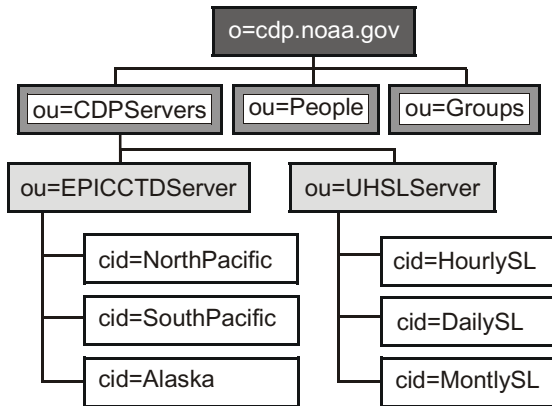 o=cdp.noaa.gov
ou=CDPServers
ou=People
ou=Groups
ou=EPICCTDServer
ou=UHSLServer
cid=NorthPacific
cid=SouthPacific
cid=Alaska
cid=HourlySL
cid=DailySL
cid=MontlySL